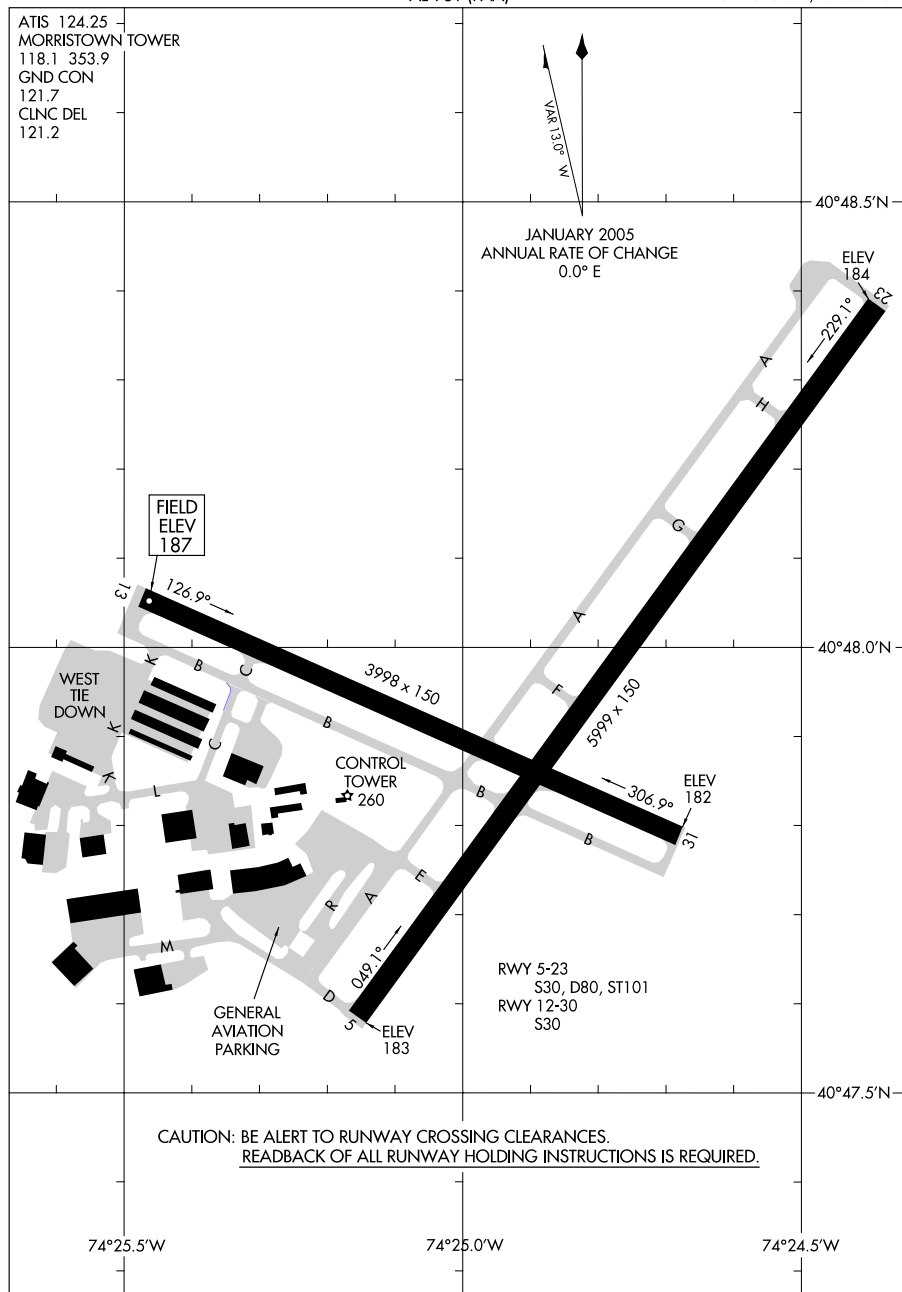 ATIS 124.25
MORRISTOWN TOWER
118.1 353.9
GND CON
121.7
CLNC DEL
121.2
VAR 13.0° W
JANUARY 2005
ANNUAL RATE OF CHANGE
0.0° E
40°48.5'N
ELEV
184
23
229.1°
A
H
G
A
FIELD
ELEV
187
13
126.9°
3998 x 150
40°48.0'N
K
B
C
WEST
TIE
DOWN
F
5999 x 150
K
C
B
CONTROL
TOWER
260
K
L
B
306.9°
ELEV
182
B
31
E
R
A
049.1°
M
D
5
ELEV
183
GENERAL
AVIATION
PARKING
RWY 5-23
S30, D80, ST101
RWY 12-30
S30
40°47.5'N
CAUTION: BE ALERT TO RUNWAY CROSSING CLEARANCES.
READBACK OF ALL RUNWAY HOLDING INSTRUCTIONS IS REQUIRED.
74°25.5'W
74°25.0'W
74°24.5'W